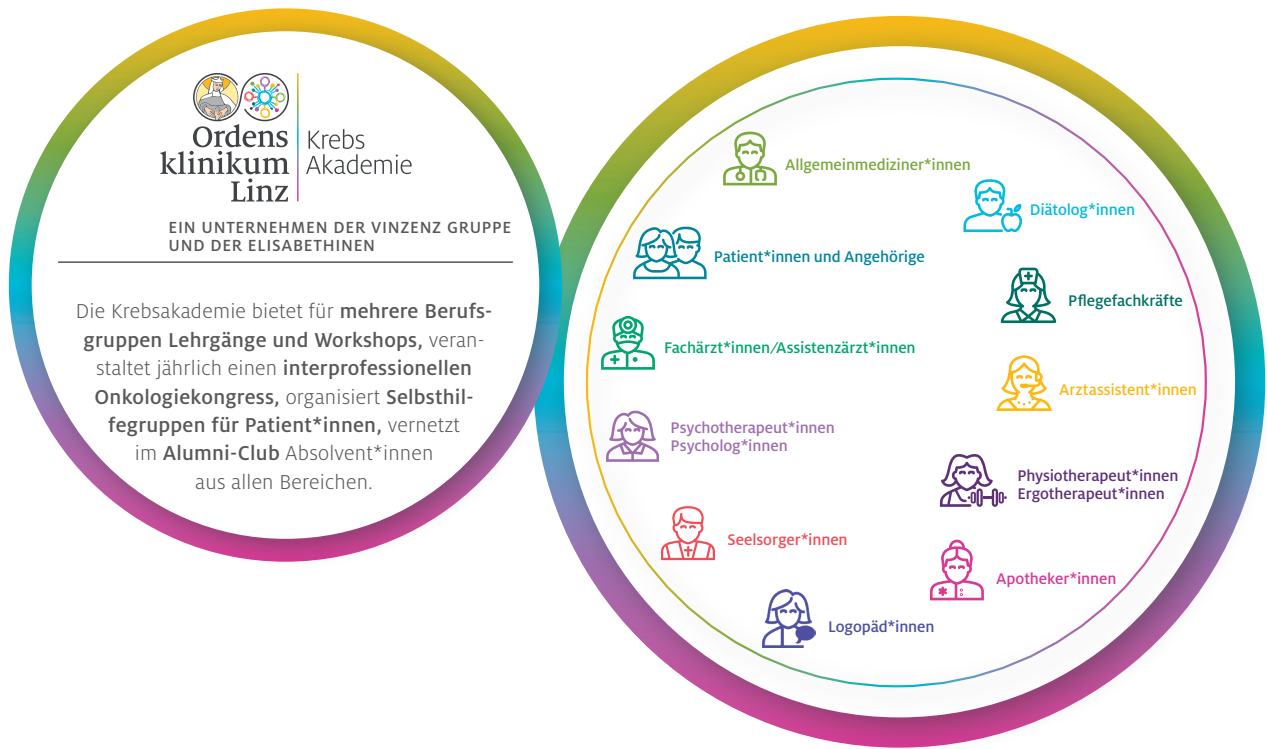 Ordens
klinikum
Linz
Krebs
Akademie
EIN UNTERNEHMEN DER VINZENZ GRUPPE
UND DER ELISABETHINEN
Die Krebsakademie bietet für mehrere Berufs-
gruppen Lehrgänge und Workshops, veran-
staltet jährlich einen interprofessionellen
Onkologiekongress, organisiert Selbsthil-
fegruppen für Patient*innen, vernetzt
im Alumni-Club Absolvent*innen
aus allen Bereichen.
Allgemeinmediziner*innen
Diätolog*innen
Patient*innen und Angehörige
Pflegefachkräfte
Fachärzt*innen/Assistenzärzt*innen
Arztassistent*innen
Psychotherapeut*innen
Psycholog*innen
Physiotherapeut*innen
Ergotherapeut*innen
Seelsorger*innen
Apotheker*innen
Logopäd*innen